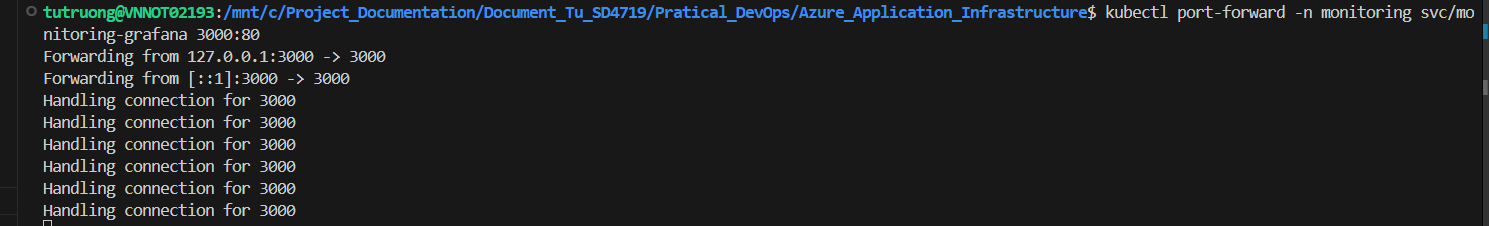 tutruong@VNNOT02193:/mnt/c/Project_Documentation/Document_Tu_SD4719/Pratical_DevOps/Azure_Application_Infrastructure$ kubectl port-forward -n monitoring svc/mo
nitoring-grafana 3000:80
Forwarding from 127.0.0.1:3000 -> 3000
Forwarding from [::1]:3000 -> 3000
Handling connection for 3000
Handling connection for 3000
Handling connection for 3000
Handling connection for 3000
Handling connection for 3000
Handling connection for 3000